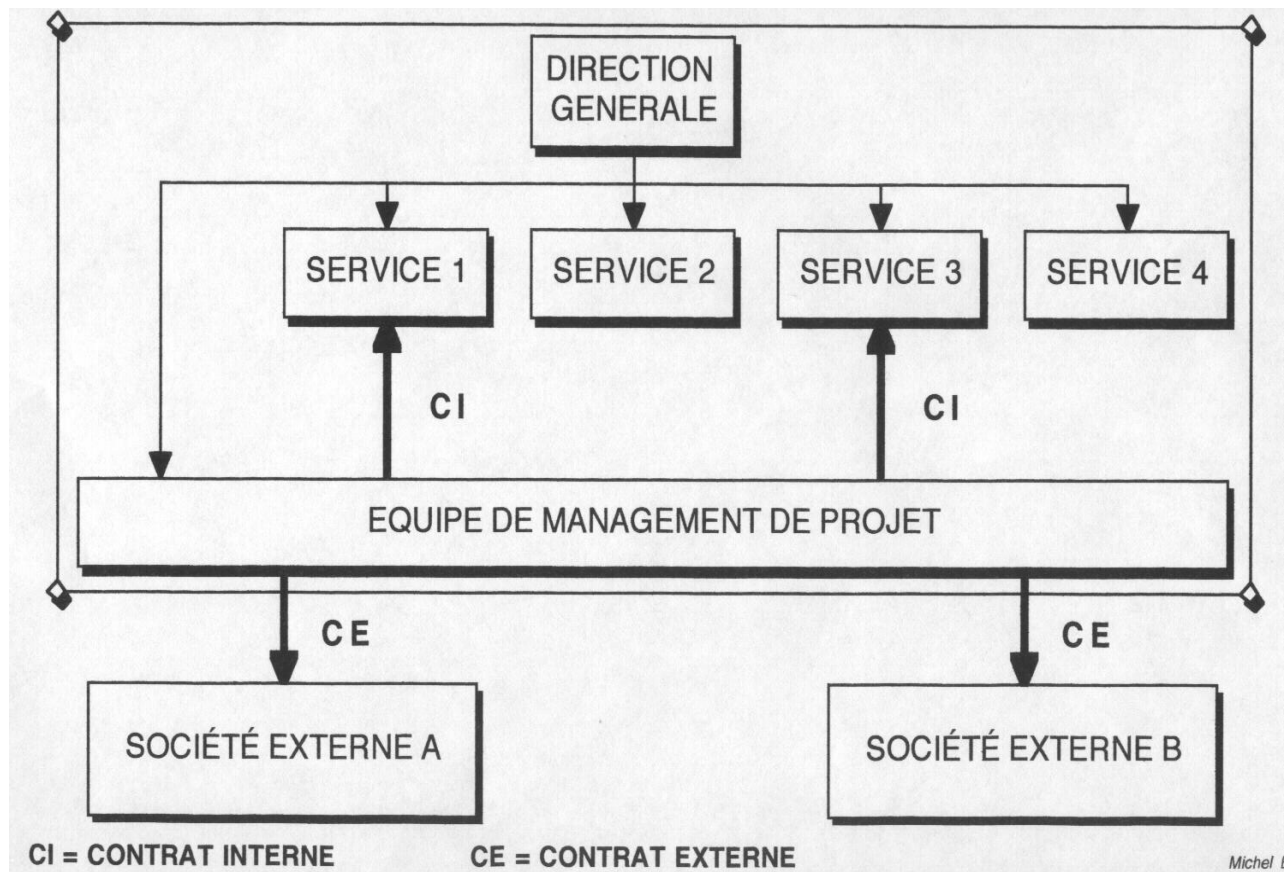 DIRECTION
GENERALE
SERVICE 1
SERVICE 2
SERVICE 3
SERVICE 4
CI
CI
EQUIPE DE MANAGEMENT DE PROJET
CE
CE
SOCIÉTÉ EXTERNE A
SOCIÉTÉ EXTERNE B
CI = CONTRAT INTERNE
CE = CONTRAT EXTERNE
Michel